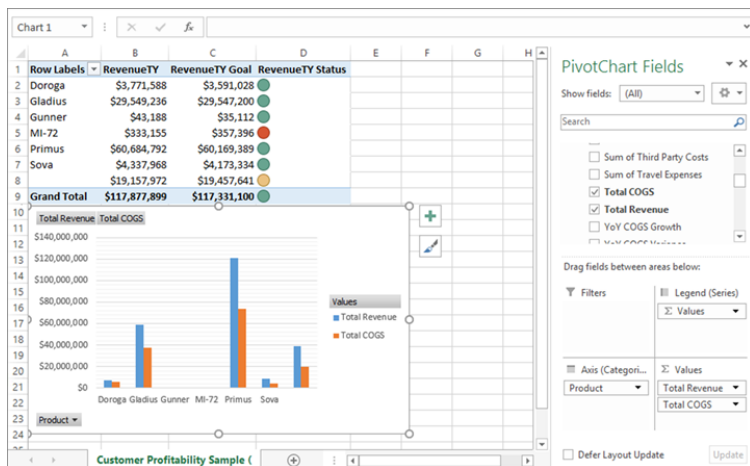 Chart 1
fx
A B C D E F G H
1 Row Labels RevenueTY RevenueTY Goal RevenueTY Status
2 Doroga $3,771,588 $3,591,028
3 Gladius $29,549,236 $29,547,200
4 Gunner $43,188 $35,112
5 MI-72 $333,155 $357,396
6 Primus $60,684,792 $60,169,389
7 Sova $4,337,968 $4,173,334
8 $19,157,972 $19,457,641
9 Grand Total $117,877,899 $117,331,100
10
11
12
13
14
15
16
17
18
19
20
21
22
23
24
Total Revenue Total COGS
$140,000,000
$120,000,000
$100,000,000
$80,000,000
$60,000,000
$40,000,000
$20,000,000
$0
Doroga Gladius Gunner MI-72 Primus Sova
Values
Total Revenue
Total COGS
Product
Customer Profitability Sample (
PivotChart Fields
Show fields: (All)
Search
Sum of Third Party Costs
Sum of Travel Expenses
Total COGS
Total Revenue
YoY COGS Growth
YoY COGS Variance
Drag fields between areas below:
Filters
Legend (Series)
Σ Values
Axis (Categori...
Product
Σ Values
Total Revenue
Total COGS
Defer Layout Update
Update